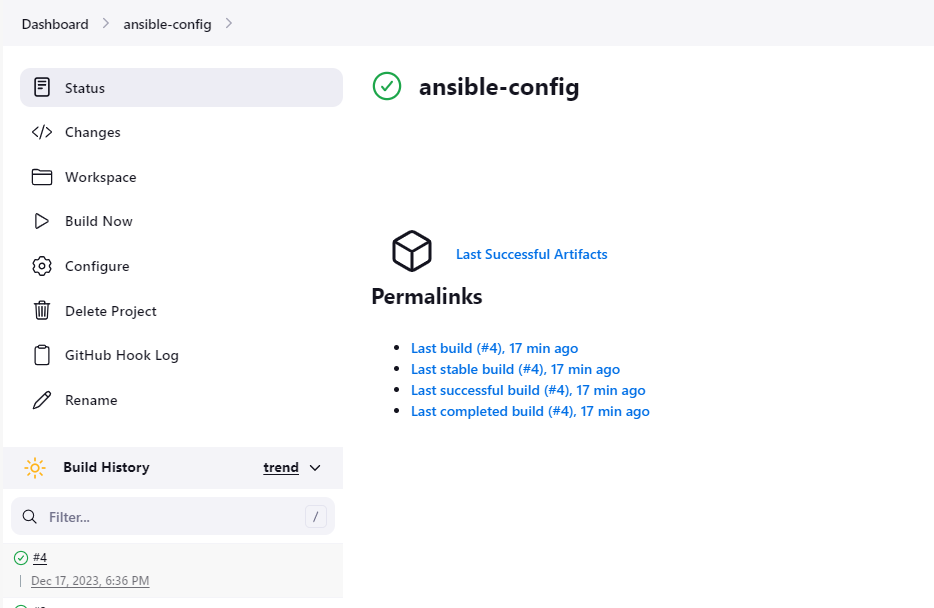 Dashboard > ansible-config >
Status
Changes
Workspace
Build Now
Configure
Delete Project
GitHub Hook Log
Rename
Build History
trend
Filter...
/
#4
Dec 17, 2023, 6:36 PM
ansible-config
Last Successful Artifacts
Permalinks
Last build (#4), 17 min ago
Last stable build (#4), 17 min ago
Last successful build (#4), 17 min ago
Last completed build (#4), 17 min ago